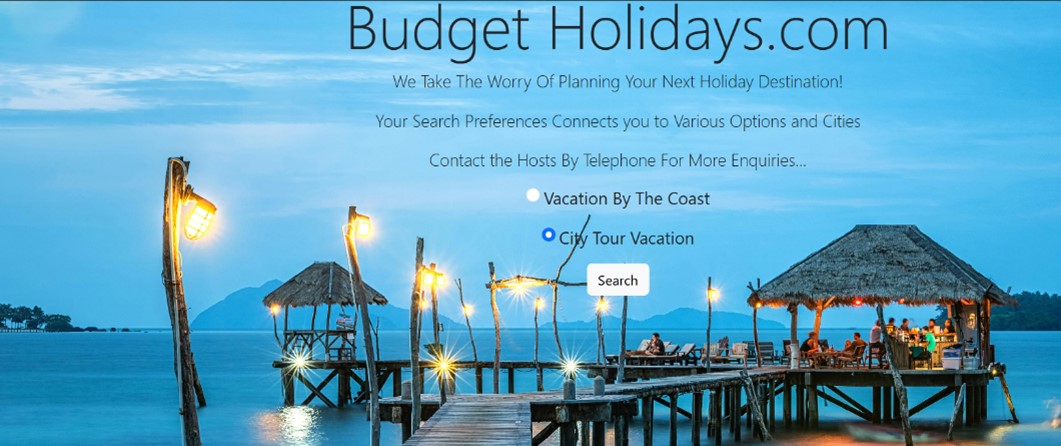 Budget Holidays.com
We Take The Worry Of Planning Your Next Holiday Destination!
Your Search Preferences Connects you to Various Options and Cities
Contact the Hosts By Telephone For More Enquiries...
Vacation By The Coast
City Tour Vacation
Search